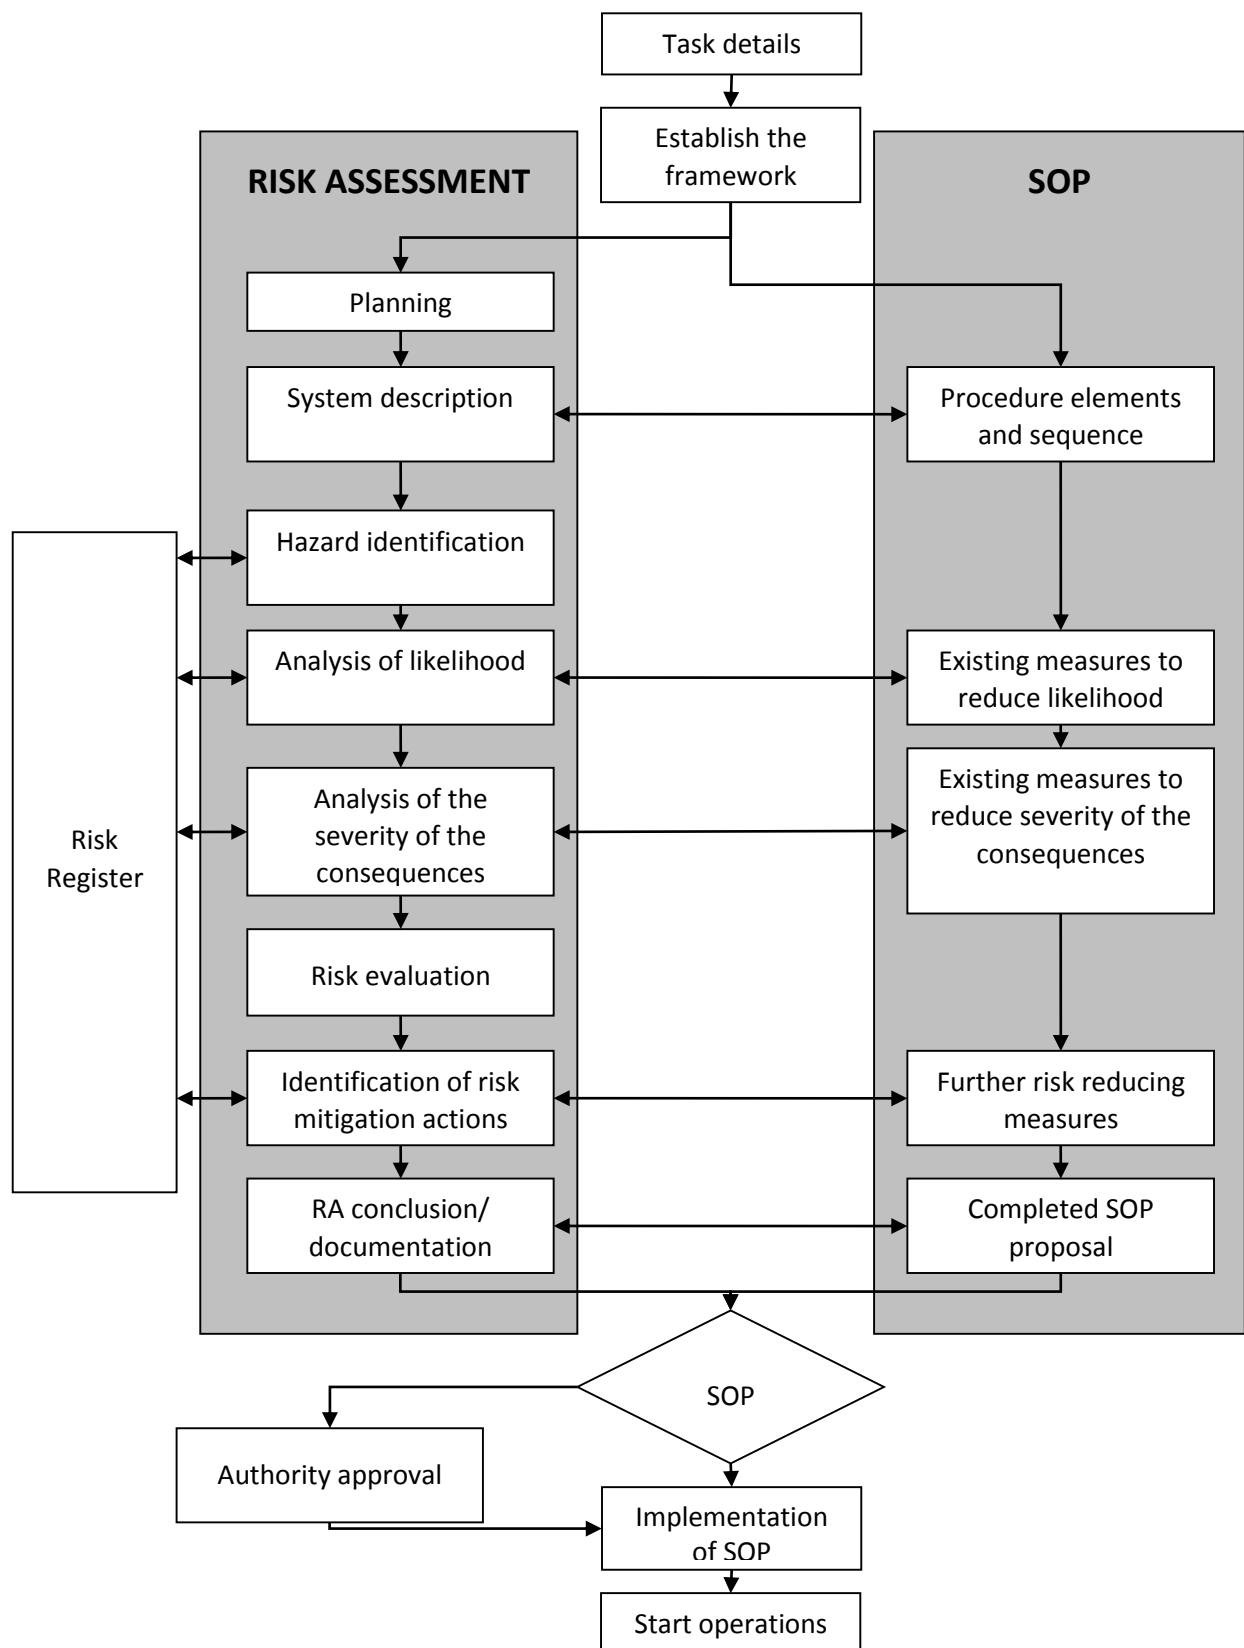 Task details
Establish the
framework
RISK ASSESSMENT
SOP
Planning
System description
Procedure elements
and sequence
Hazard identification
Analysis of likelihood
Existing measures to
reduce likelihood
Analysis of the
severity of the
consequences
Existing measures to
reduce severity of the
consequences
Risk
Register
Risk evaluation
Identification of risk
mitigation actions
Further risk reducing
measures
RA conclusion/
documentation
Completed SOP
proposal
SOP
Authority approval
Implementation
of SOP
Start operations